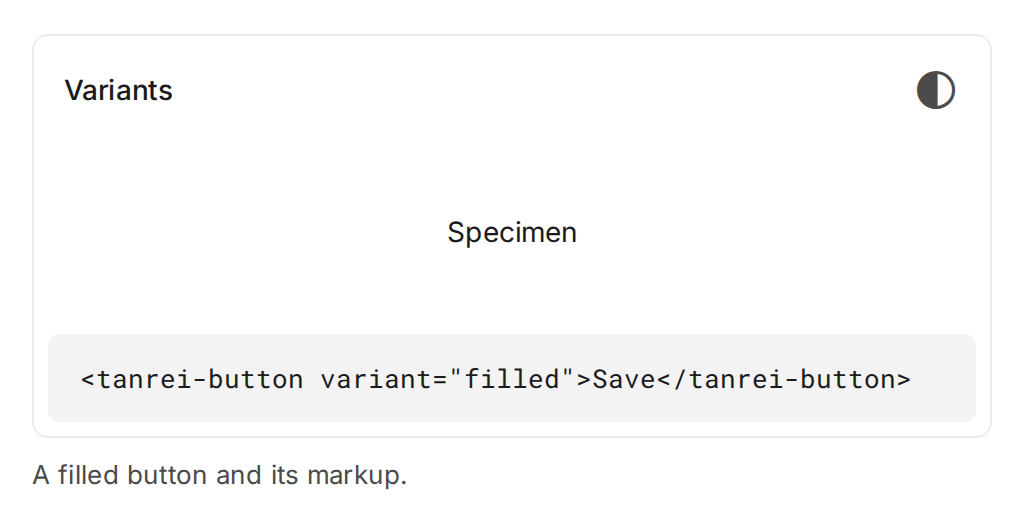 Variants
Specimen
<tanrei-button variant="filled">Save</tanrei-button>
A filled button and its markup.